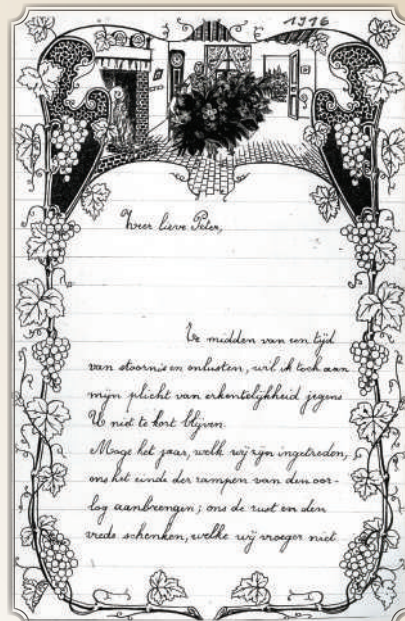 1916
Zeer lieve Peter,
Te midden van een tijd
van stoornis en onlusten, wil ik toch aan
mijn plicht van erkentelijkheid jegens
U niet te kort blijven.
Moge het jaar, welk wij zijn ingetreden,
ons het einde der rampen van den oor-
log aanbrengen; ons de rust en den
vrede schenken, welke wij vroeger niet